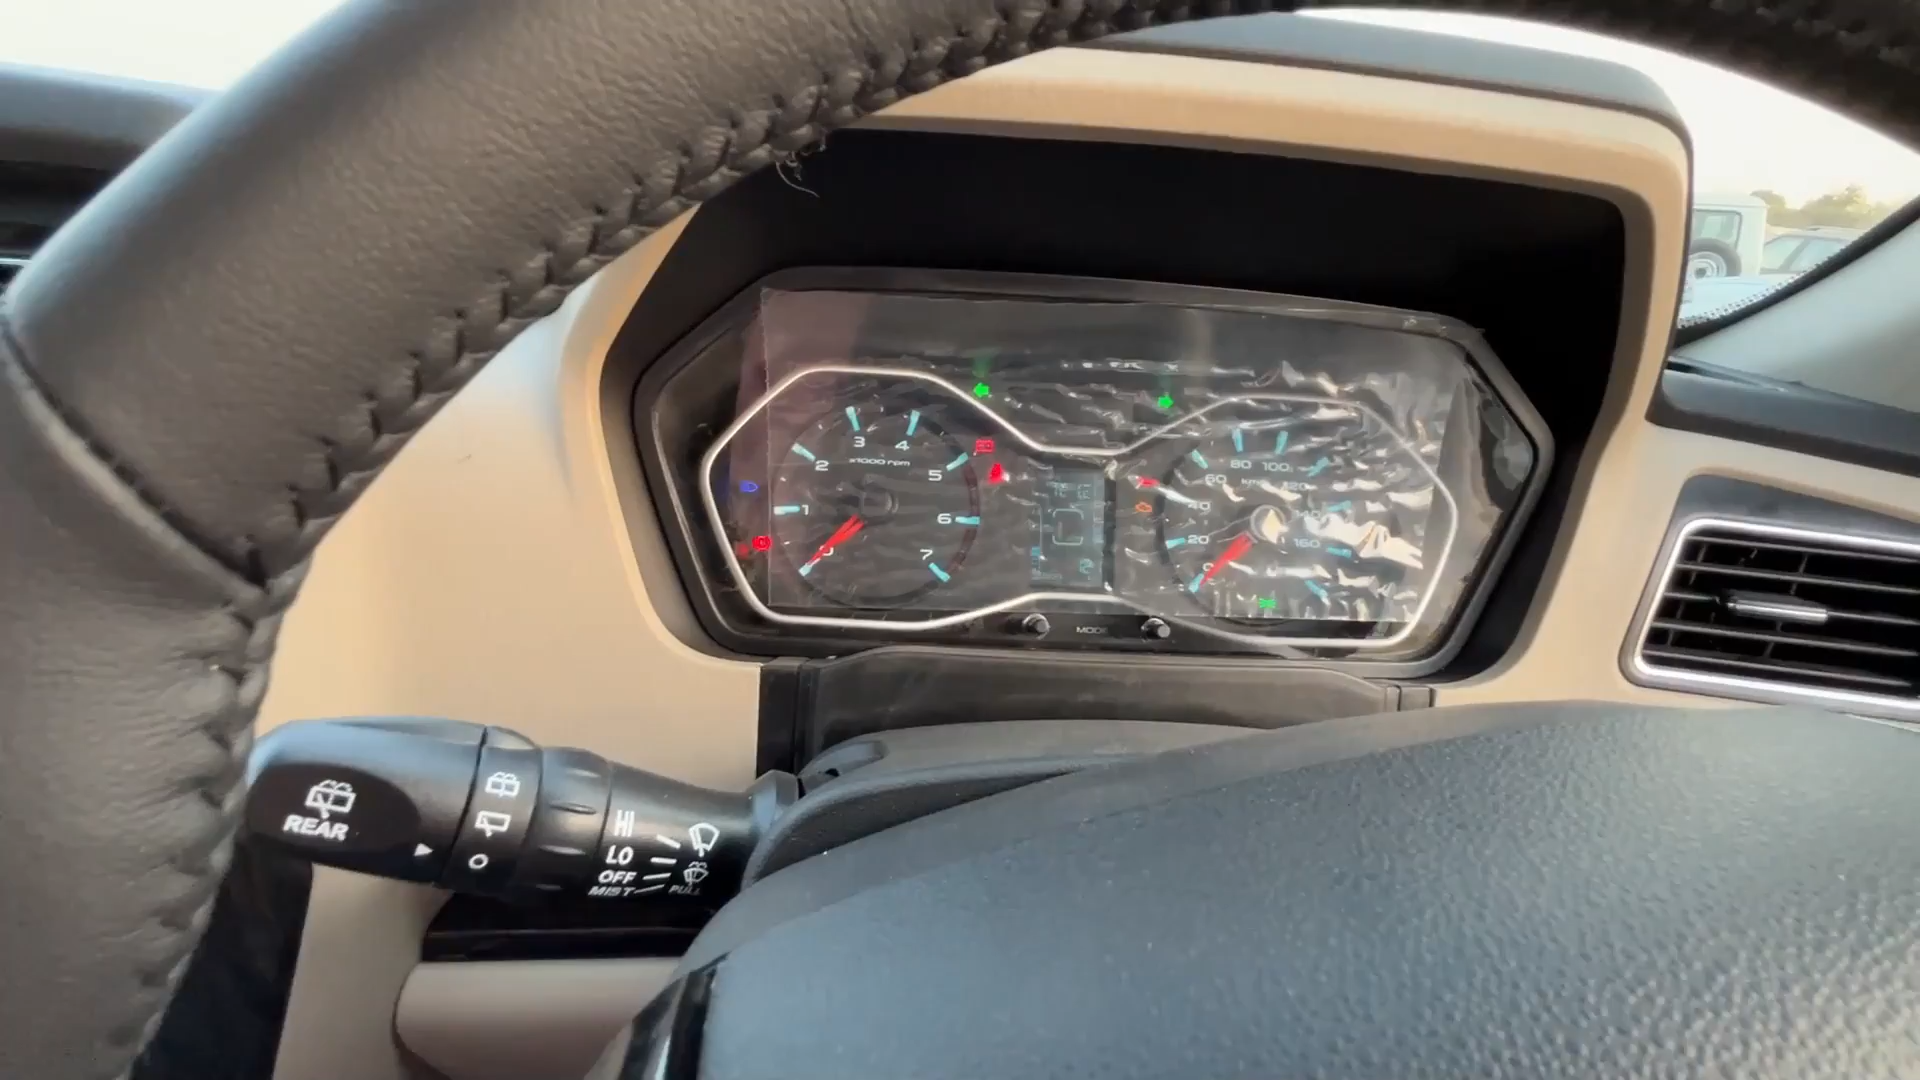 3 4
2 x1000 rpm 5
1 6
0 7
80 100
60 km/h 120
40 140
20 160
0
MODE
REAR
HI
LO
OFF
MIST PULL